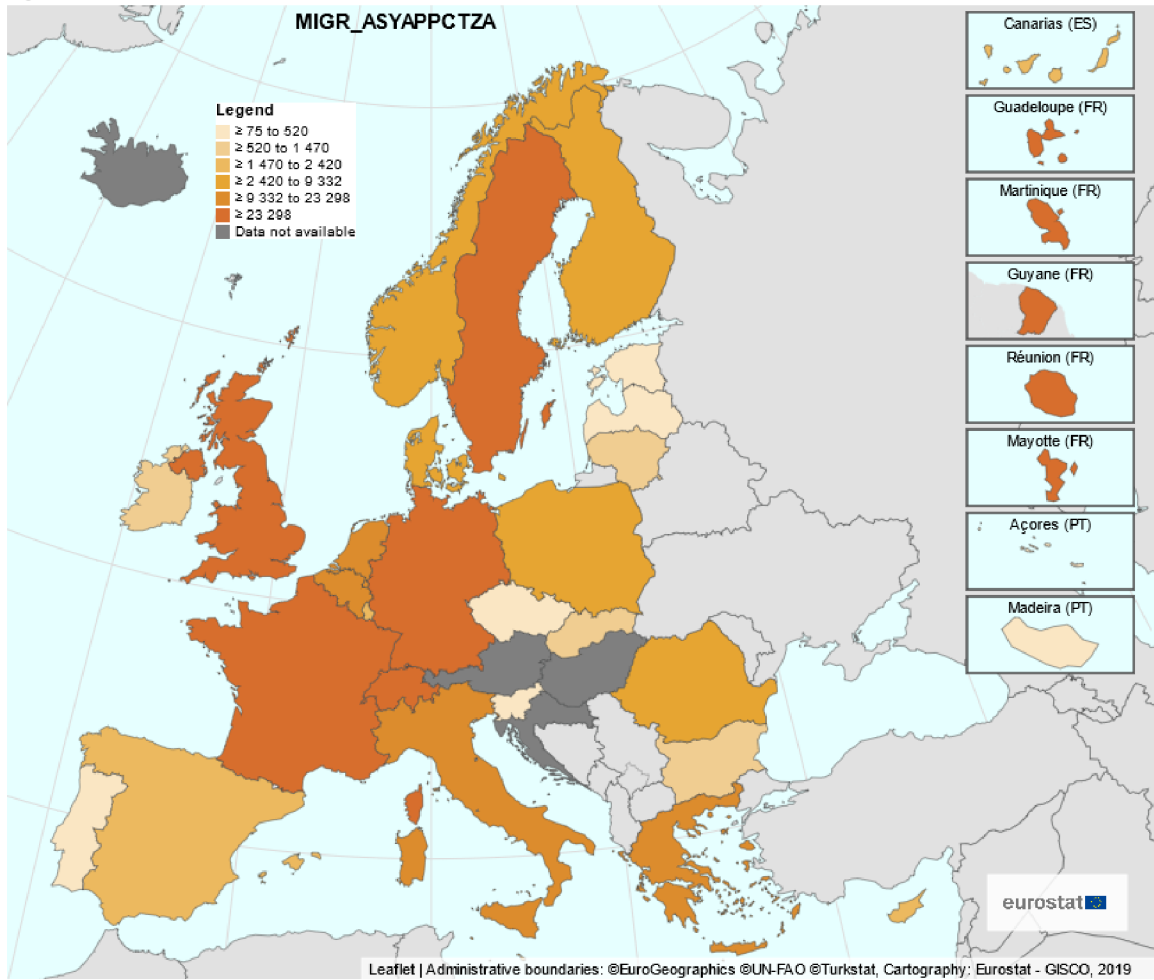 MIGR_ASYAPPCTZA
Legend
≥ 75 to 520
≥ 520 to 1 470
≥ 1 470 to 2 420
≥ 2 420 to 9 332
≥ 9 332 to 23 298
≥ 23 298
Data not available
Canarias (ES)
Guadeloupe (FR)
Martinique (FR)
Guyane (FR)
Réunion (FR)
Mayotte (FR)
Açores (PT)
Madeira (PT)
eurostat
Leaflet | Administrative boundaries: ©EuroGeographics ©UN-FAO ©Turkstat, Cartography: Eurostat - GISCO, 2019